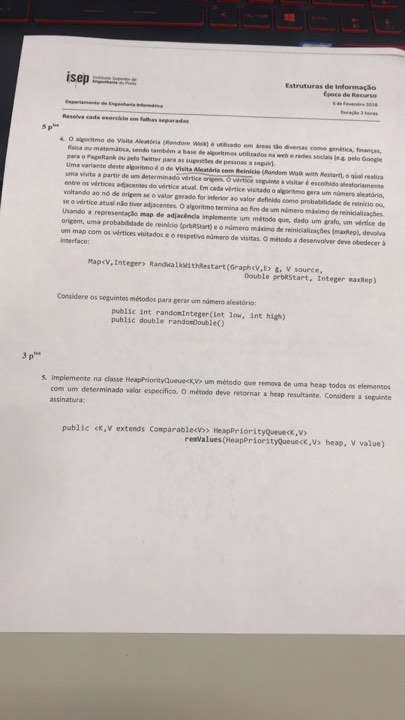 isep Instituto Superior de
Engenharia do Porto
Estruturas de Informação
Época de Recurso
Departamento de Engenharia Informática
5 de Fevereiro 2018
Duração 2 horas
Resolva cada exercício em folhas separadas
5 ptos
4. O algoritmo de Visita Aleatória (Random Walk) é utilizado em áreas tão diversas como genética, finanças,
física ou matemática, sendo também a base de algoritmos utilizados na web e redes sociais (e.g. pelo Google
para o PageRank ou pelo Twitter para as sugestões de pessoas a seguir).
Uma variante deste algoritmo é o de Visita Aleatória com Reinício (Random Walk with Restart), o qual realiza
uma visita a partir de um determinado vértice origem. O vértice seguinte a visitar é escolhido aleatoriamente
entre os vértices adjacentes do vértice atual. Em cada vértice visitado o algoritmo gera um número aleatório,
voltando ao nó de origem se o valor gerado for inferior ao valor definido como probabilidade de reinício ou,
se o vértice atual não tiver adjacentes. O algoritmo termina ao fim de um número máximo de reinicializações.
Usando a representação map de adjacência implemente um método que, dado um grafo, um vértice de
origem, uma probabilidade de reinício (prbRStart) e o número máximo de reinicializações (maxRep), devolva
um map com os vértices visitados e o respetivo número de visitas. O método a desenvolver deve obedecer à
interface:
Map<V,Integer> RandWalkWithRestart(Graph<V,E> g, V source,
Double prbRStart, Integer maxRep)
Considere os seguintes métodos para gerar um número aleatório:
public int randomInteger(int low, int high)
public double randomDouble()
3 ptos
5. Implemente na classe HeapPriorityQueue<K,V> um método que remova de uma heap todos os elementos
com um determinado valor específico. O método deve retornar a heap resultante. Considere a seguinte
assinatura:
public <K,V extends Comparable<V>> HeapPriorityQueue<K,V>
remValues(HeapPriorityQueue<K,V> heap, V value)